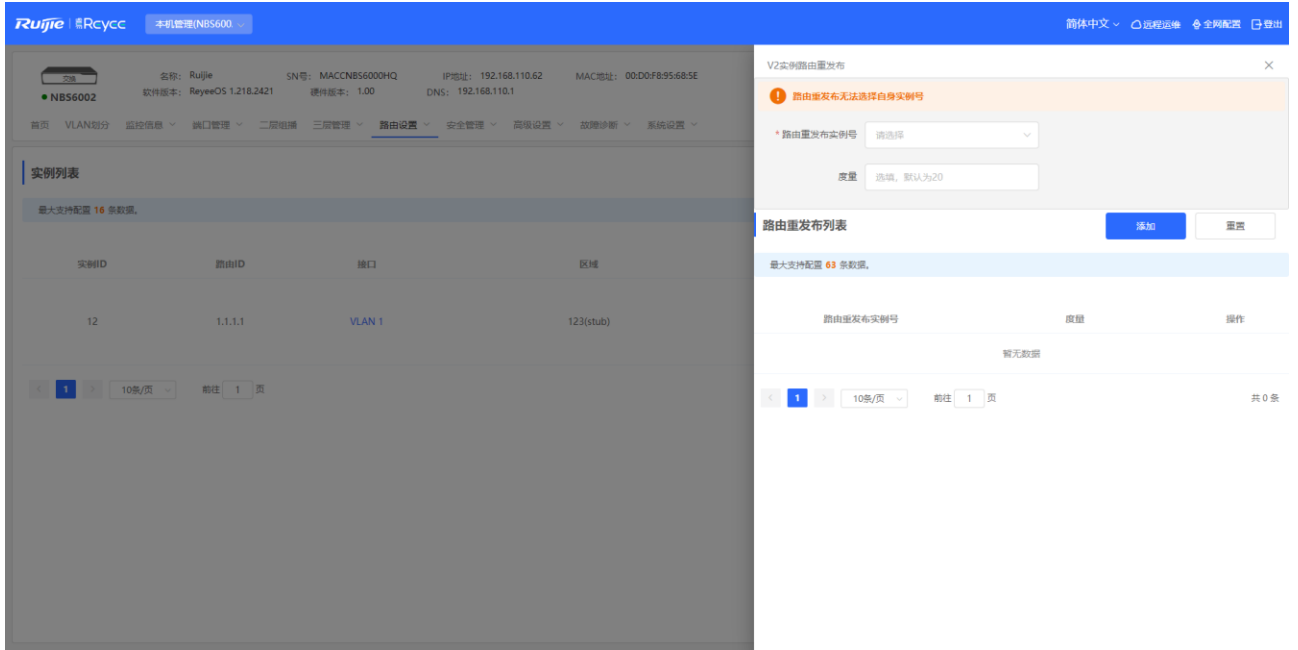 Ruijie Rcycc 本机管理(NBS600. 简体中文 远程运维 全网配置 登出
交换 名称: Ruijie SN号: MACCNBS6000HQ IP地址: 192.168.110.62 MAC地址: 00:D0:F8:95:68:5E
NBS6002 软件版本: ReyeeOS 1.218.2421 硬件版本: 1.00 DNS: 192.168.110.1
首页 VLAN划分 监控信息 端口管理 二层组播 三层管理 路由设置 安全管理 高级设置 故障诊断 系统设置
实例列表
最大支持配置 16 条数据。
实例ID 路由ID 接口 区域
12 1.1.1.1 VLAN 1 123(stub)
1 10条/页 前往 1 页
V2实例路由重发布
路由重发布无法选择自身实例号
* 路由重发布实例号 请选择
度量 选填，默认为20
路由重发布列表 添加 重置
最大支持配置 63 条数据。
路由重发布实例号 度量 操作
暂无数据
1 10条/页 前往 1 页 共 0 条